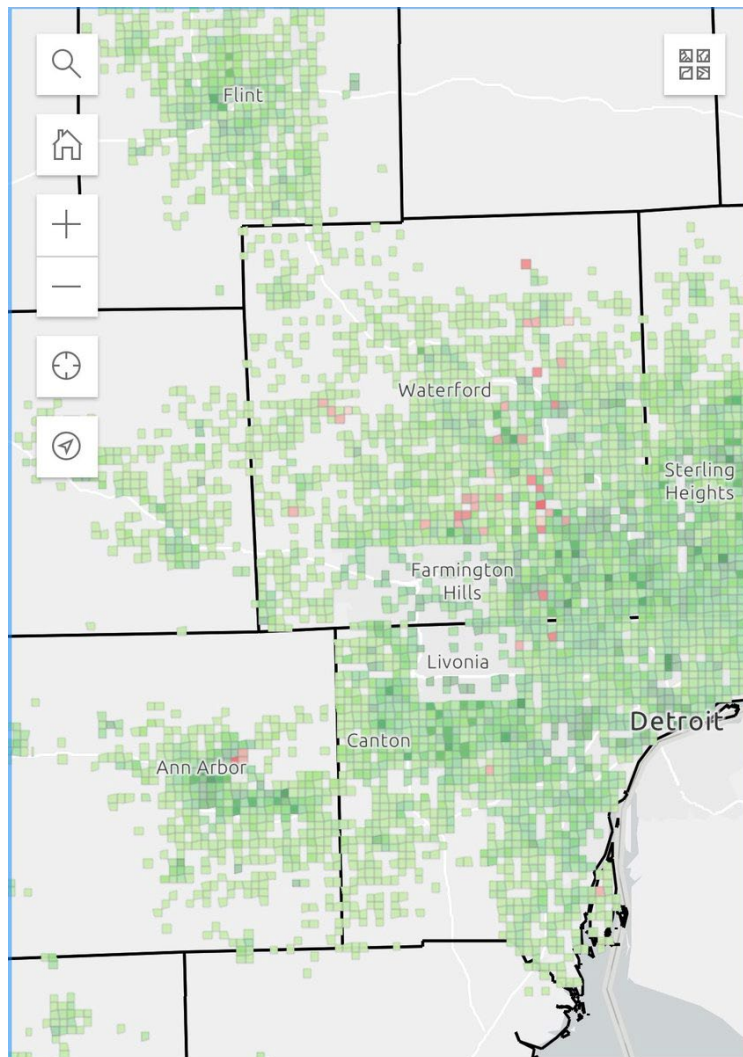 Flint
Waterford
Sterling
Heights
Farmington
Hills
Livonia
Detroit
Canton
Ann Arbor